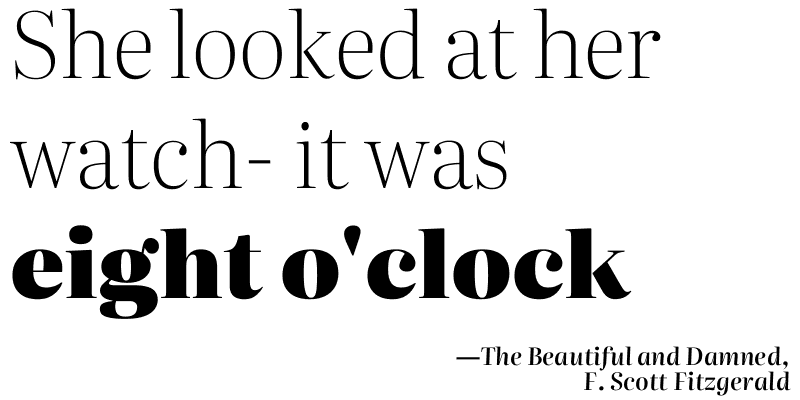 She looked at her
watch- it was
eight o'clock
—The Beautiful and Damned,
F. Scott Fitzgerald